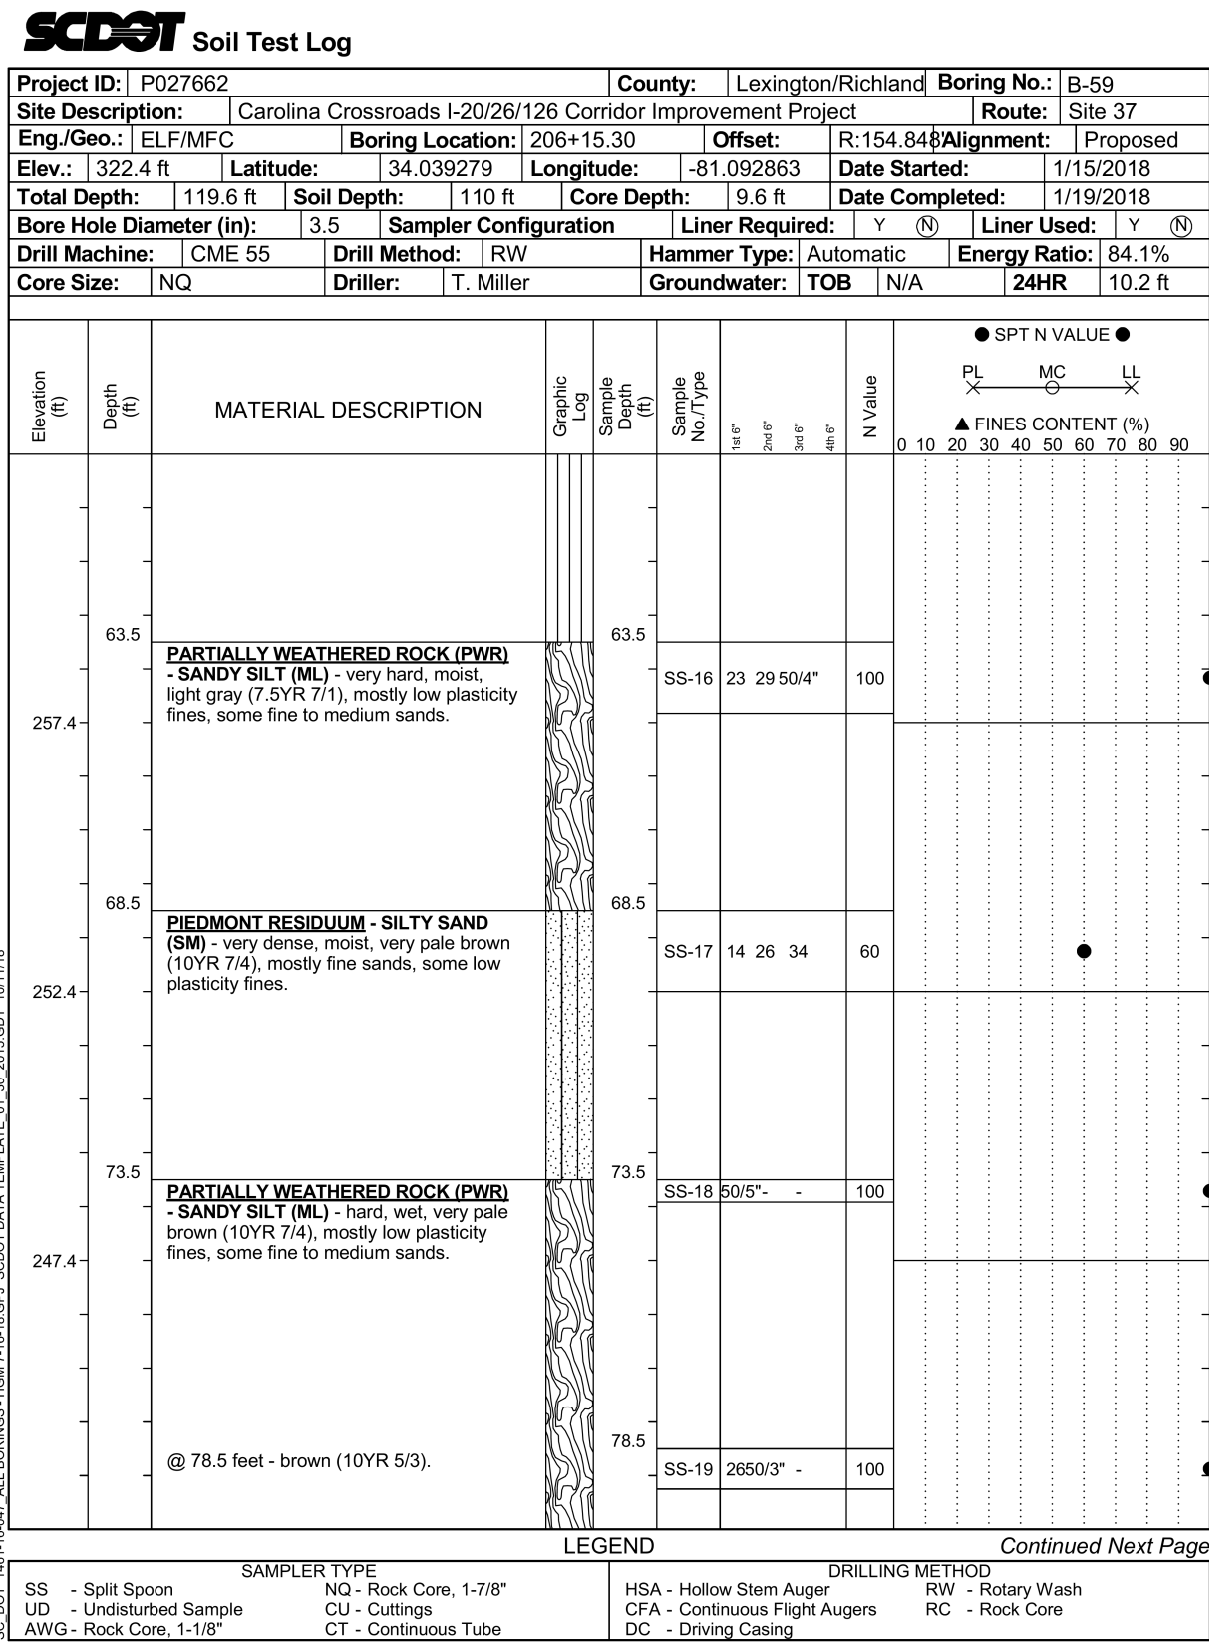 SCDOT Soil Test Log
Project ID: P027662 County: Lexington/Richland Boring No.: B-59
Site Description: Carolina Crossroads I-20/26/126 Corridor Improvement Project Route: Site 37
Eng./Geo.: ELF/MFC Boring Location: 206+15.30 Offset: R:154.848' Alignment: Proposed
Elev.: 322.4 ft Latitude: 34.039279 Longitude: -81.092863 Date Started: 1/15/2018
Total Depth: 119.6 ft Soil Depth: 110 ft Core Depth: 9.6 ft Date Completed: 1/19/2018
Bore Hole Diameter (in): 3.5 Sampler Configuration Liner Required: Y N Liner Used: Y N
Drill Machine: CME 55 Drill Method: RW Hammer Type: Automatic Energy Ratio: 84.1%
Core Size: NQ Driller: T. Miller Groundwater: TOB N/A 24HR 10.2 ft
Elevation (ft)
Depth (ft)
MATERIAL DESCRIPTION
Graphic Log
Sample Depth (ft)
Sample No./Type
1st 6"
2nd 6"
3rd 6"
4th 6"
N Value
● SPT N VALUE ●
PL MC LL
▲ FINES CONTENT (%)
0 10 20 30 40 50 60 70 80 90
63.5 63.5
PARTIALLY WEATHERED ROCK (PWR)
- SANDY SILT (ML) - very hard, moist,
light gray (7.5YR 7/1), mostly low plasticity
fines, some fine to medium sands.
SS-16 23 29 50/4" 100
257.4
68.5 68.5
PIEDMONT RESIDUUM - SILTY SAND
(SM) - very dense, moist, very pale brown
(10YR 7/4), mostly fine sands, some low
plasticity fines.
SS-17 14 26 34 60
252.4
73.5 73.5
PARTIALLY WEATHERED ROCK (PWR)
- SANDY SILT (ML) - hard, wet, very pale
brown (10YR 7/4), mostly low plasticity
fines, some fine to medium sands.
SS-18 50/5" - - 100
247.4
78.5
@ 78.5 feet - brown (10YR 5/3).
SS-19 26 50/3" - 100
LEGEND
Continued Next Page
SAMPLER TYPE
SS - Split Spoon NQ - Rock Core, 1-7/8"
UD - Undisturbed Sample CU - Cuttings
AWG - Rock Core, 1-1/8" CT - Continuous Tube
DRILLING METHOD
HSA - Hollow Stem Auger RW - Rotary Wash
CFA - Continuous Flight Augers RC - Rock Core
DC - Driving Casing